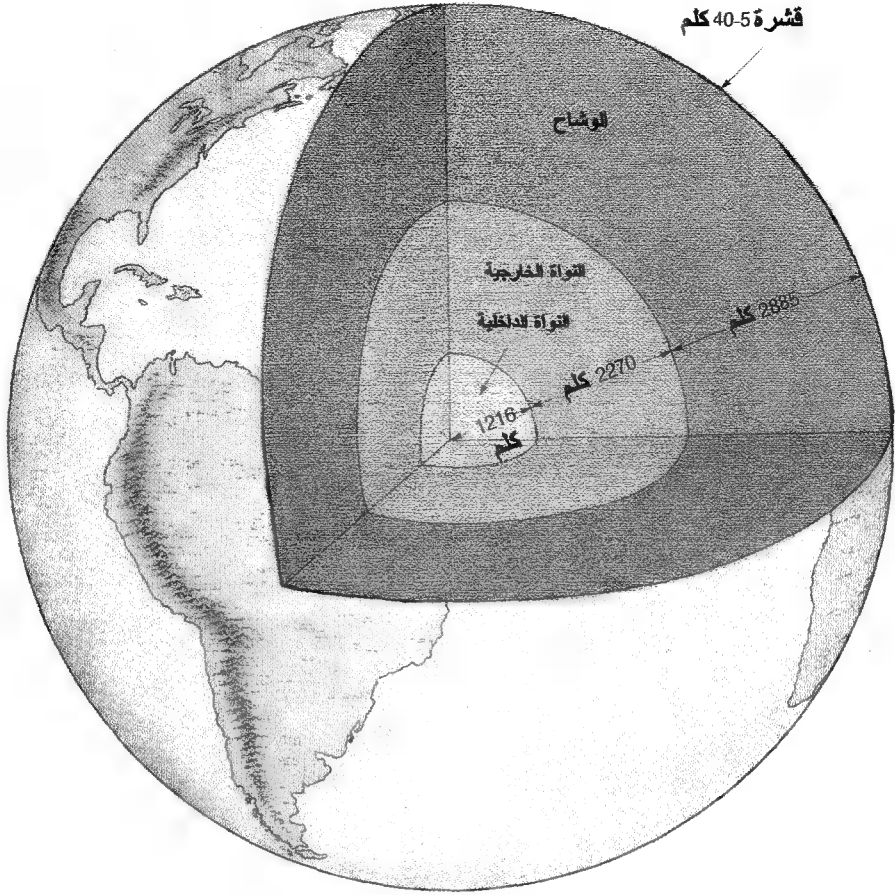 قشرة 5-40 كلم
الوشاح
النواة الخارجية
النواة الداخلية
2885 كلم
2270 كلم
1216
كلم